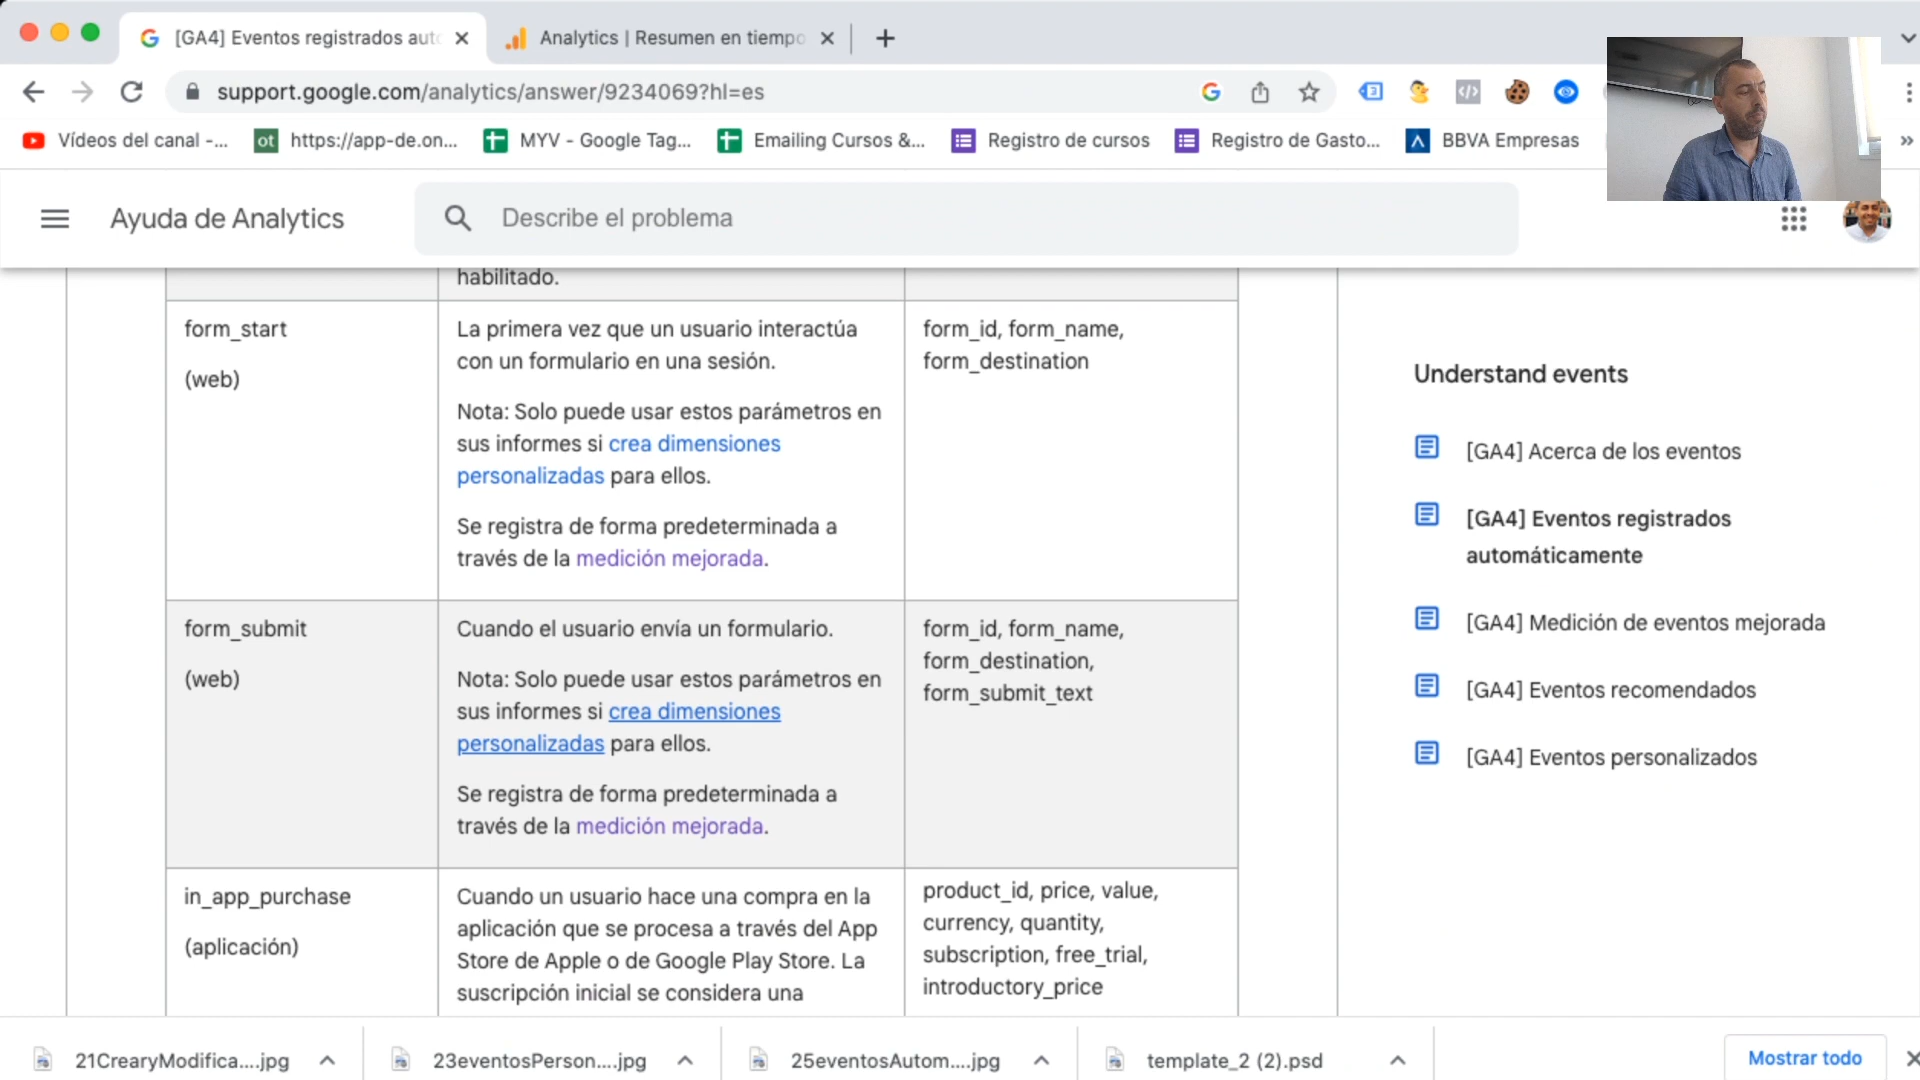 [GA4] Eventos registrados aut
Analytics | Resumen en tiempo
support.google.com/analytics/answer/9234069?hl=es
Vídeos del canal -...
ot
https://app-de.on...
MYV - Google Tag...
Emailing Cursos &...
Registro de cursos
Registro de Gasto...
BBVA Empresas
Ayuda de Analytics
Describe el problema
habilitado.
form_start
(web)
La primera vez que un usuario interactúa
con un formulario en una sesión.
Nota: Solo puede usar estos parámetros en
sus informes si crea dimensiones
personalizadas para ellos.
Se registra de forma predeterminada a
través de la medición mejorada.
form_id, form_name,
form_destination
form_submit
(web)
Cuando el usuario envía un formulario.
Nota: Solo puede usar estos parámetros en
sus informes si crea dimensiones
personalizadas para ellos.
Se registra de forma predeterminada a
través de la medición mejorada.
form_id, form_name,
form_destination,
form_submit_text
in_app_purchase
(aplicación)
Cuando un usuario hace una compra en la
aplicación que se procesa a través del App
Store de Apple o de Google Play Store. La
suscripción inicial se considera una
product_id, price, value,
currency, quantity,
subscription, free_trial,
introductory_price
Understand events
[GA4] Acerca de los eventos
[GA4] Eventos registrados
automáticamente
[GA4] Medición de eventos mejorada
[GA4] Eventos recomendados
[GA4] Eventos personalizados
21CrearyModifica....jpg
23eventosPerson....jpg
25eventosAutom....jpg
template_2 (2).psd
Mostrar todo